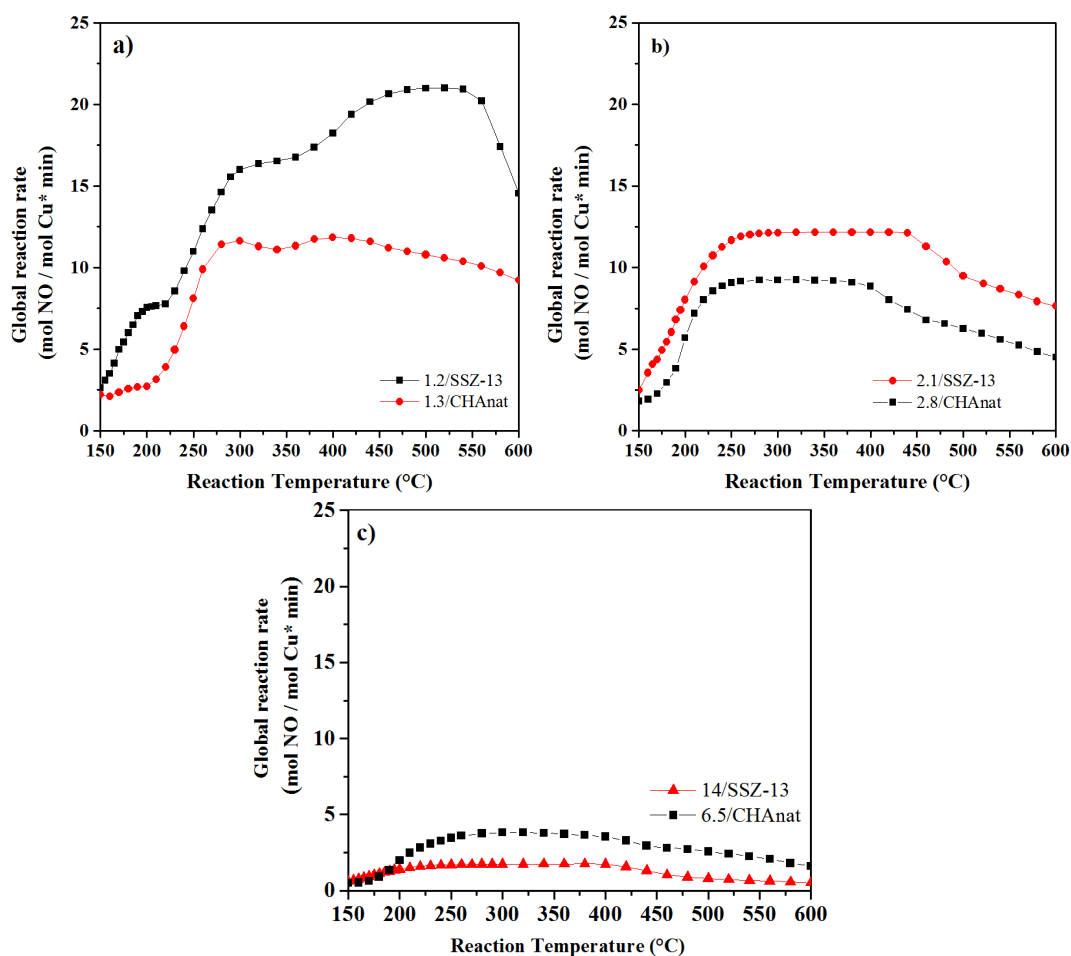 a)
25
20
15
10
5
0
Global reaction rate
(mol NO / mol Cu* min)
1.2/SSZ-13
1.3/CHAnat
150 200 250 300 350 400 450 500 550 600
Reaction Temperature (°C)
b)
25
20
15
10
5
0
Global reaction rate
(mol NO / mol Cu* min)
2.1/SSZ-13
2.8/CHAnat
150 200 250 300 350 400 450 500 550 600
Reaction Temperature (°C)
c)
25
20
15
10
5
0
Global reaction rate
(mol NO / mol Cu* min)
14/SSZ-13
6.5/CHAnat
150 200 250 300 350 400 450 500 550 600
Reaction Temperature (°C)